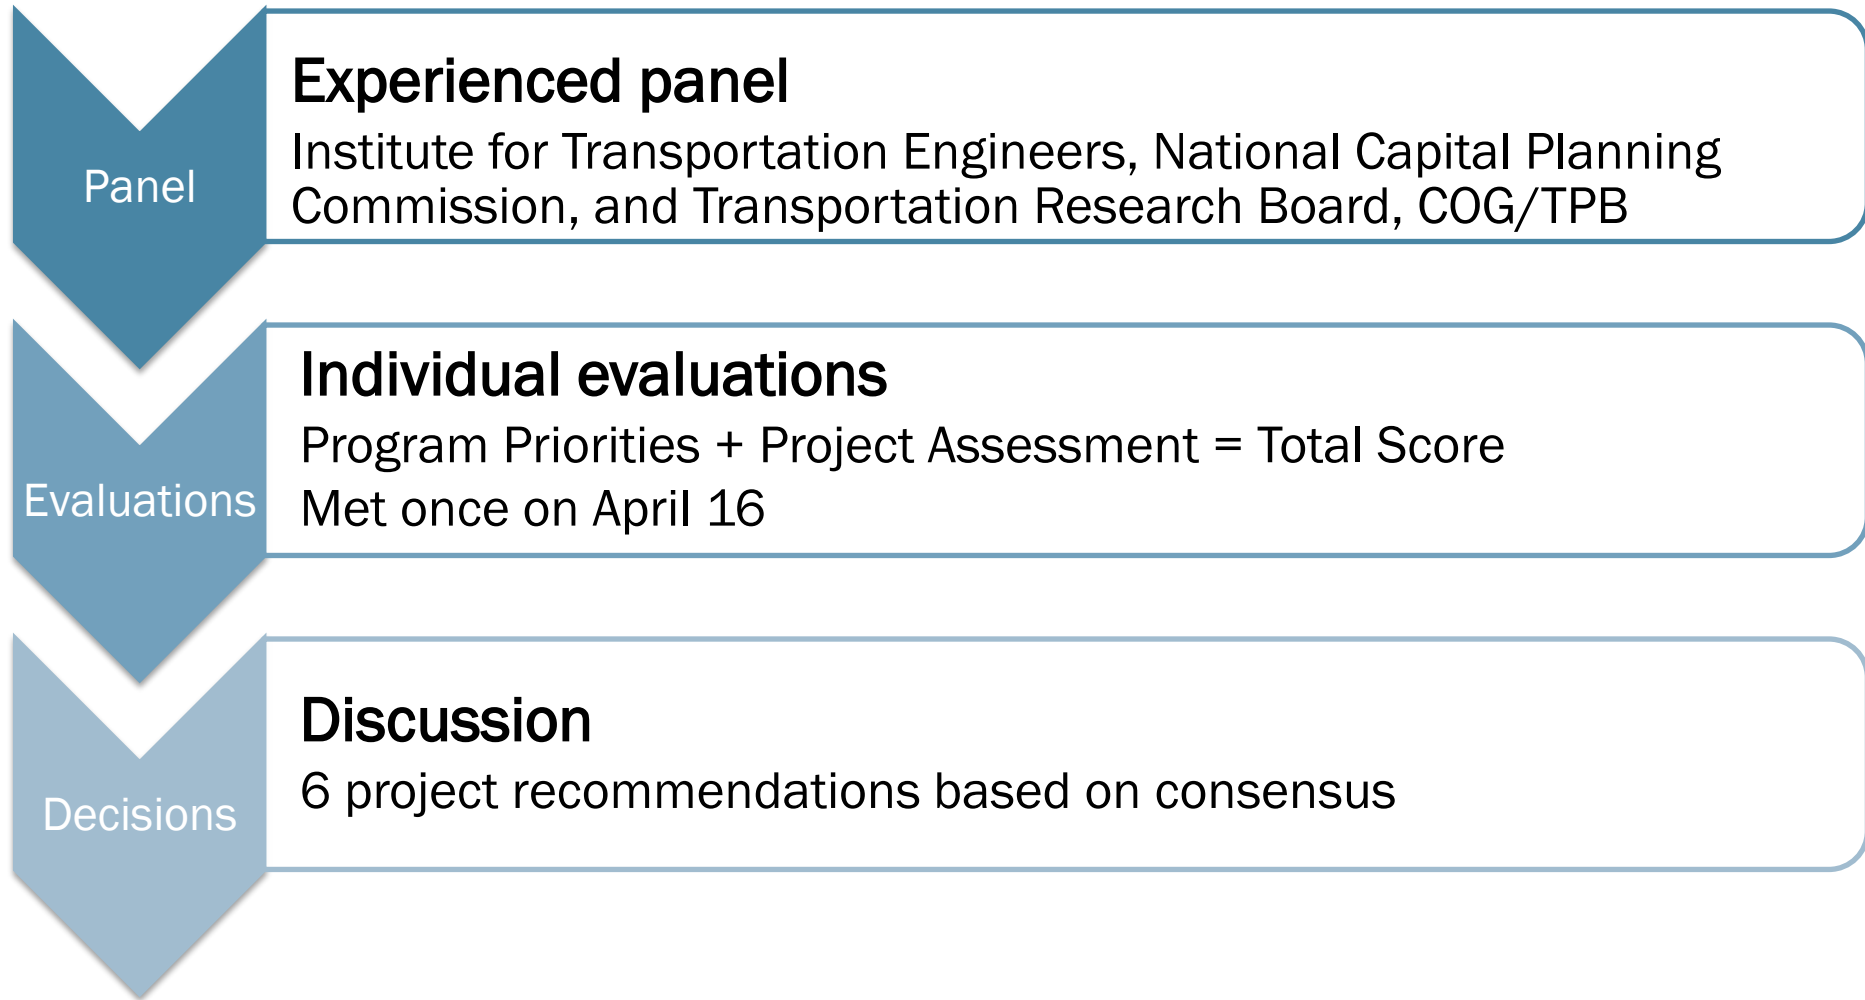 Panel
Experienced panel
Institute for Transportation Engineers, National Capital Planning
Commission, and Transportation Research Board, COG/TPB
Evaluations
Individual evaluations
Program Priorities + Project Assessment = Total Score
Met once on April 16
Decisions
Discussion
6 project recommendations based on consensus